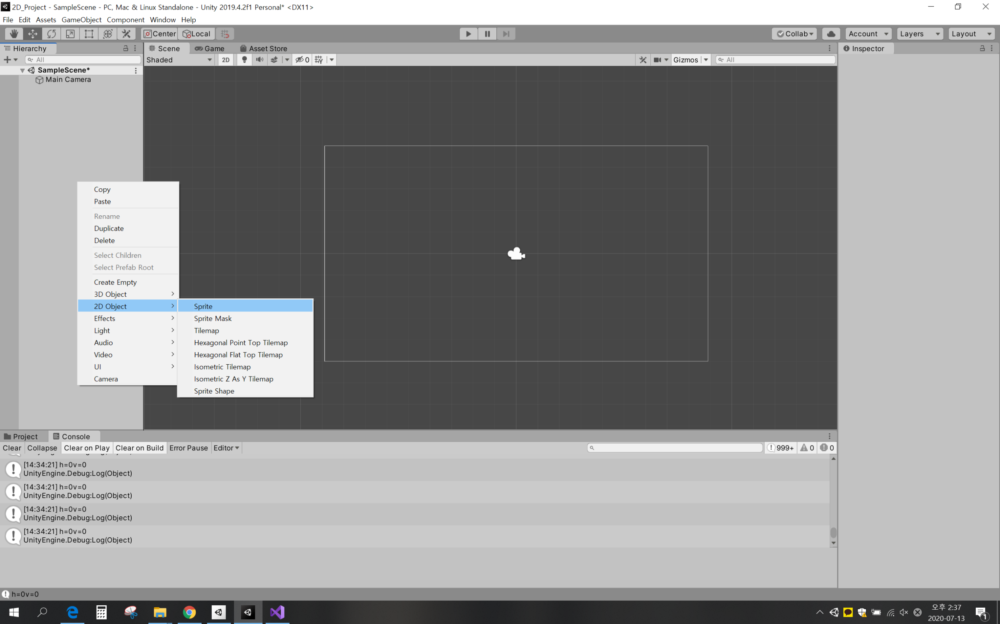 2D_Project - SampleScene - PC, Mac & Linux Standalone - Unity 2019.4.2f1 Personal* <DX11>
File Edit Assets GameObject Component Window Help
Center Local Collab Account Layers Layout
Hierarchy Scene Game Asset Store Inspector
All Shaded 2D 0 Gizmos All
SampleScene*
Main Camera
Copy
Paste
Rename
Duplicate
Delete
Select Children
Select Prefab Root
Create Empty
3D Object
2D Object
Effects
Light
Audio
Video
UI
Camera
Sprite
Sprite Mask
Tilemap
Hexagonal Point Top Tilemap
Hexagonal Flat Top Tilemap
Isometric Tilemap
Isometric Z As Y Tilemap
Sprite Shape
Project Console
Clear Collapse Clear on Play Clear on Build Error Pause Editor 999+ 0 0
[14:34:21] h=0v=0
UnityEngine.Debug:Log(Object)
[14:34:21] h=0v=0
UnityEngine.Debug:Log(Object)
[14:34:21] h=0v=0
UnityEngine.Debug:Log(Object)
[14:34:21] h=0v=0
UnityEngine.Debug:Log(Object)
h=0v=0
오후 2:37
2020-07-13
1